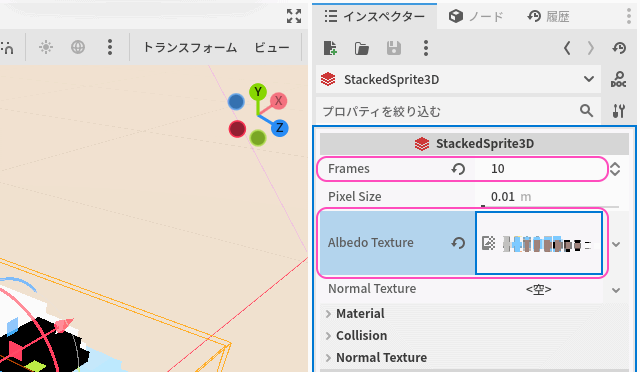 インスペクター ノード 履歴
トランスフォーム ビュー
StackedSprite3D
プロパティを絞り込む
Y
X
Z
StackedSprite3D
Frames 10
Pixel Size 0.01 m
Albedo Texture
Normal Texture <空>
Material
Collision
Normal Texture